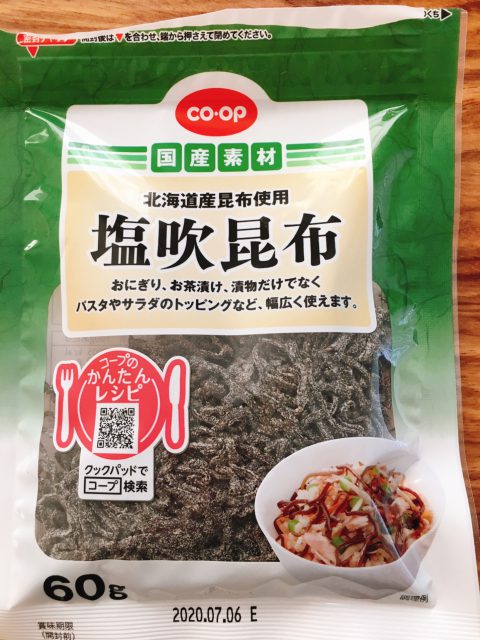 開封後は▼を合わせ、端から押さえて閉めてください。
CO・OP
国産素材
北海道産昆布使用
塩吹昆布
おにぎり、お茶漬け、漬物だけでなく
パスタやサラダのトッピングなど、幅広く使えます。
コープの
かんたん
レシピ
クックパッドで
コープ 検索
60g
調理例
賞味期限
(開封前)
2020.07.06 E